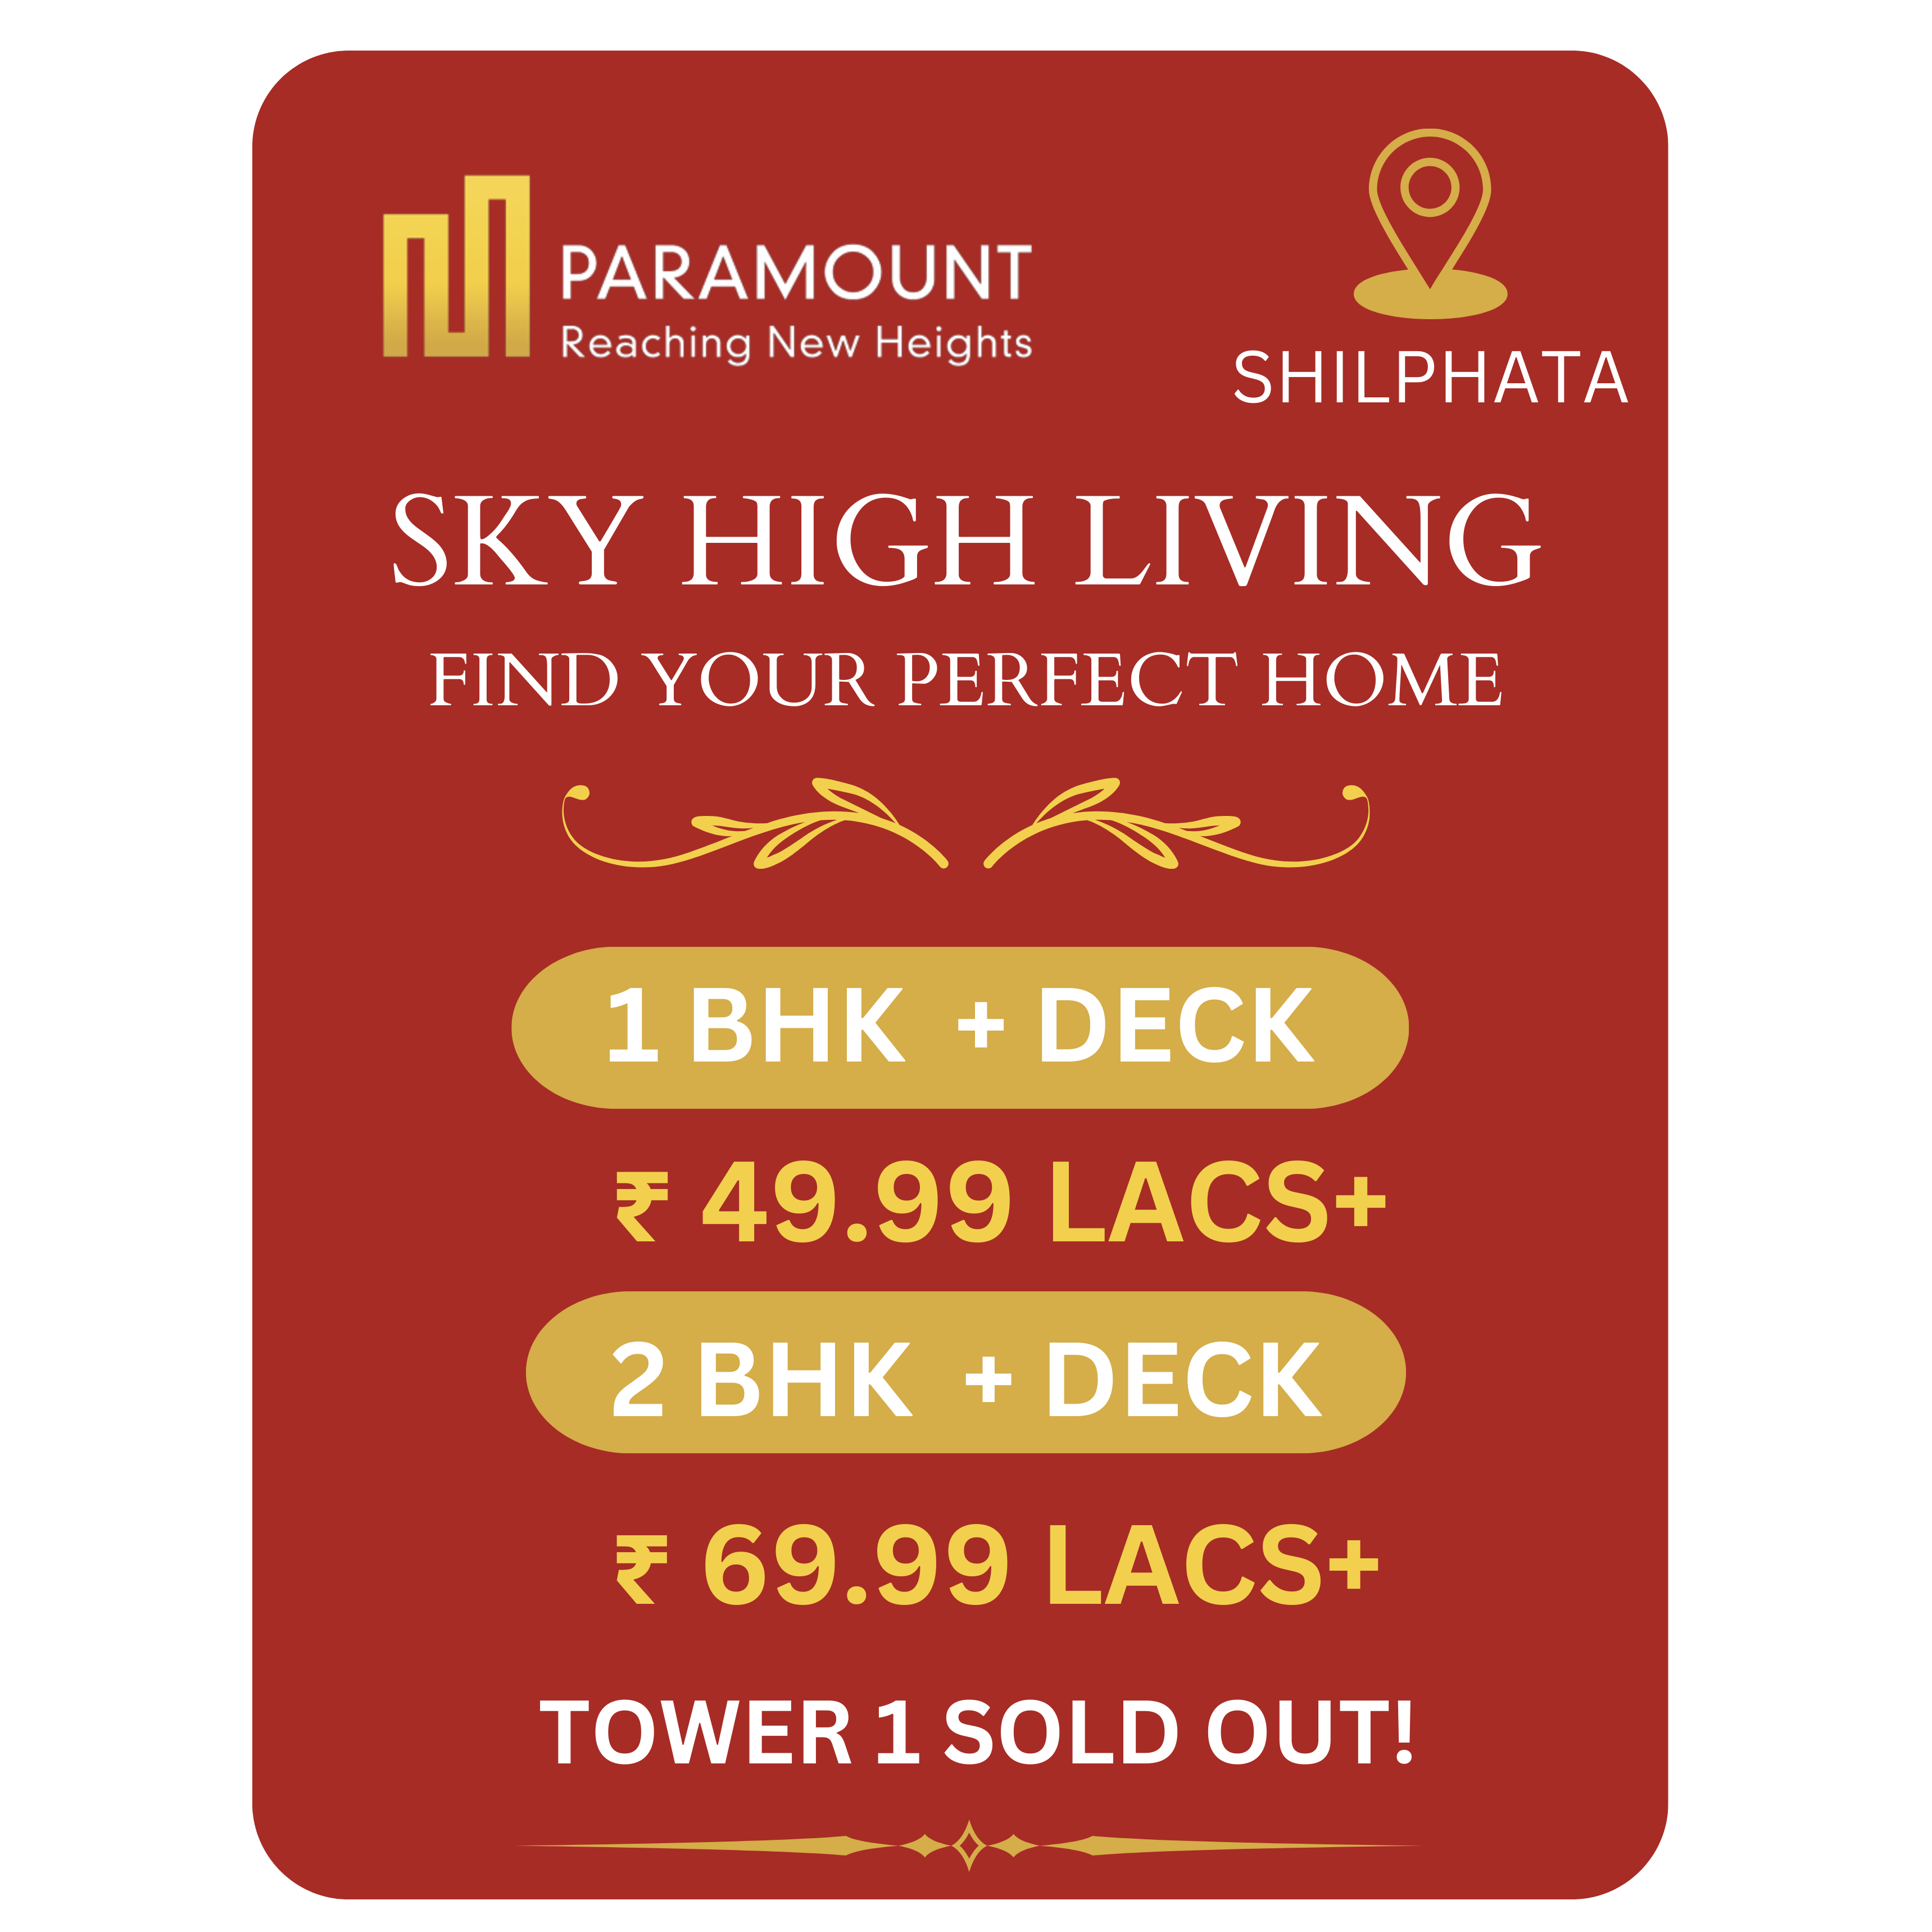 PARAMOUNT
Reaching New Heights
SHILPHATA
SKY HIGH LIVING
FIND YOUR PERFECT HOME
1 BHK + DECK
₹ 49.99 LACS+
2 BHK + DECK
₹ 69.99 LACS+
TOWER 1 SOLD OUT!